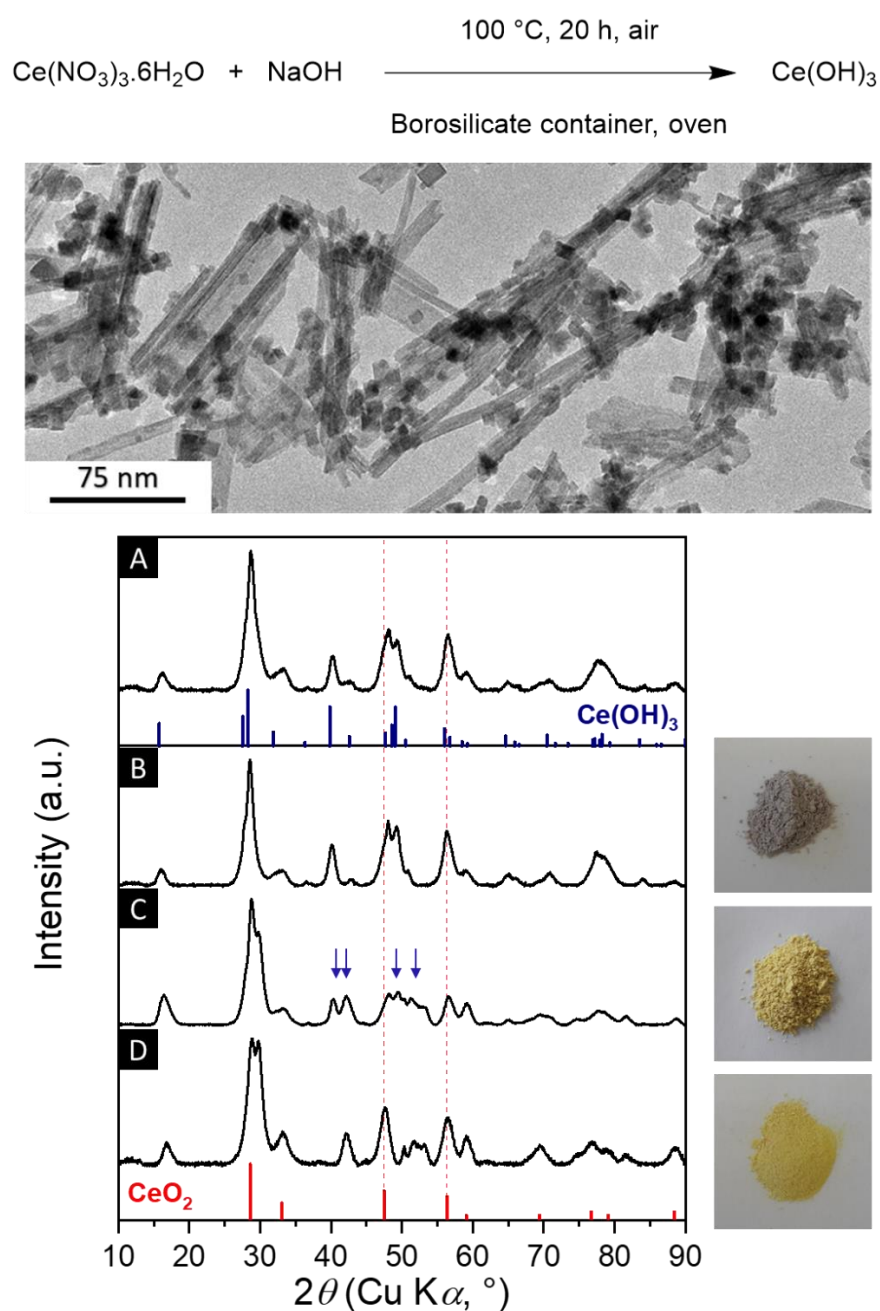 100 °C, 20 h, air
Ce(NO3)3.6H2O + NaOH Ce(OH)3
Borosilicate container, oven
75 nm
A
Ce(OH)3
B
C
D
CeO2
Intensity (a.u.)
10 20 30 40 50 60 70 80 90
2θ (Cu Kα, °)